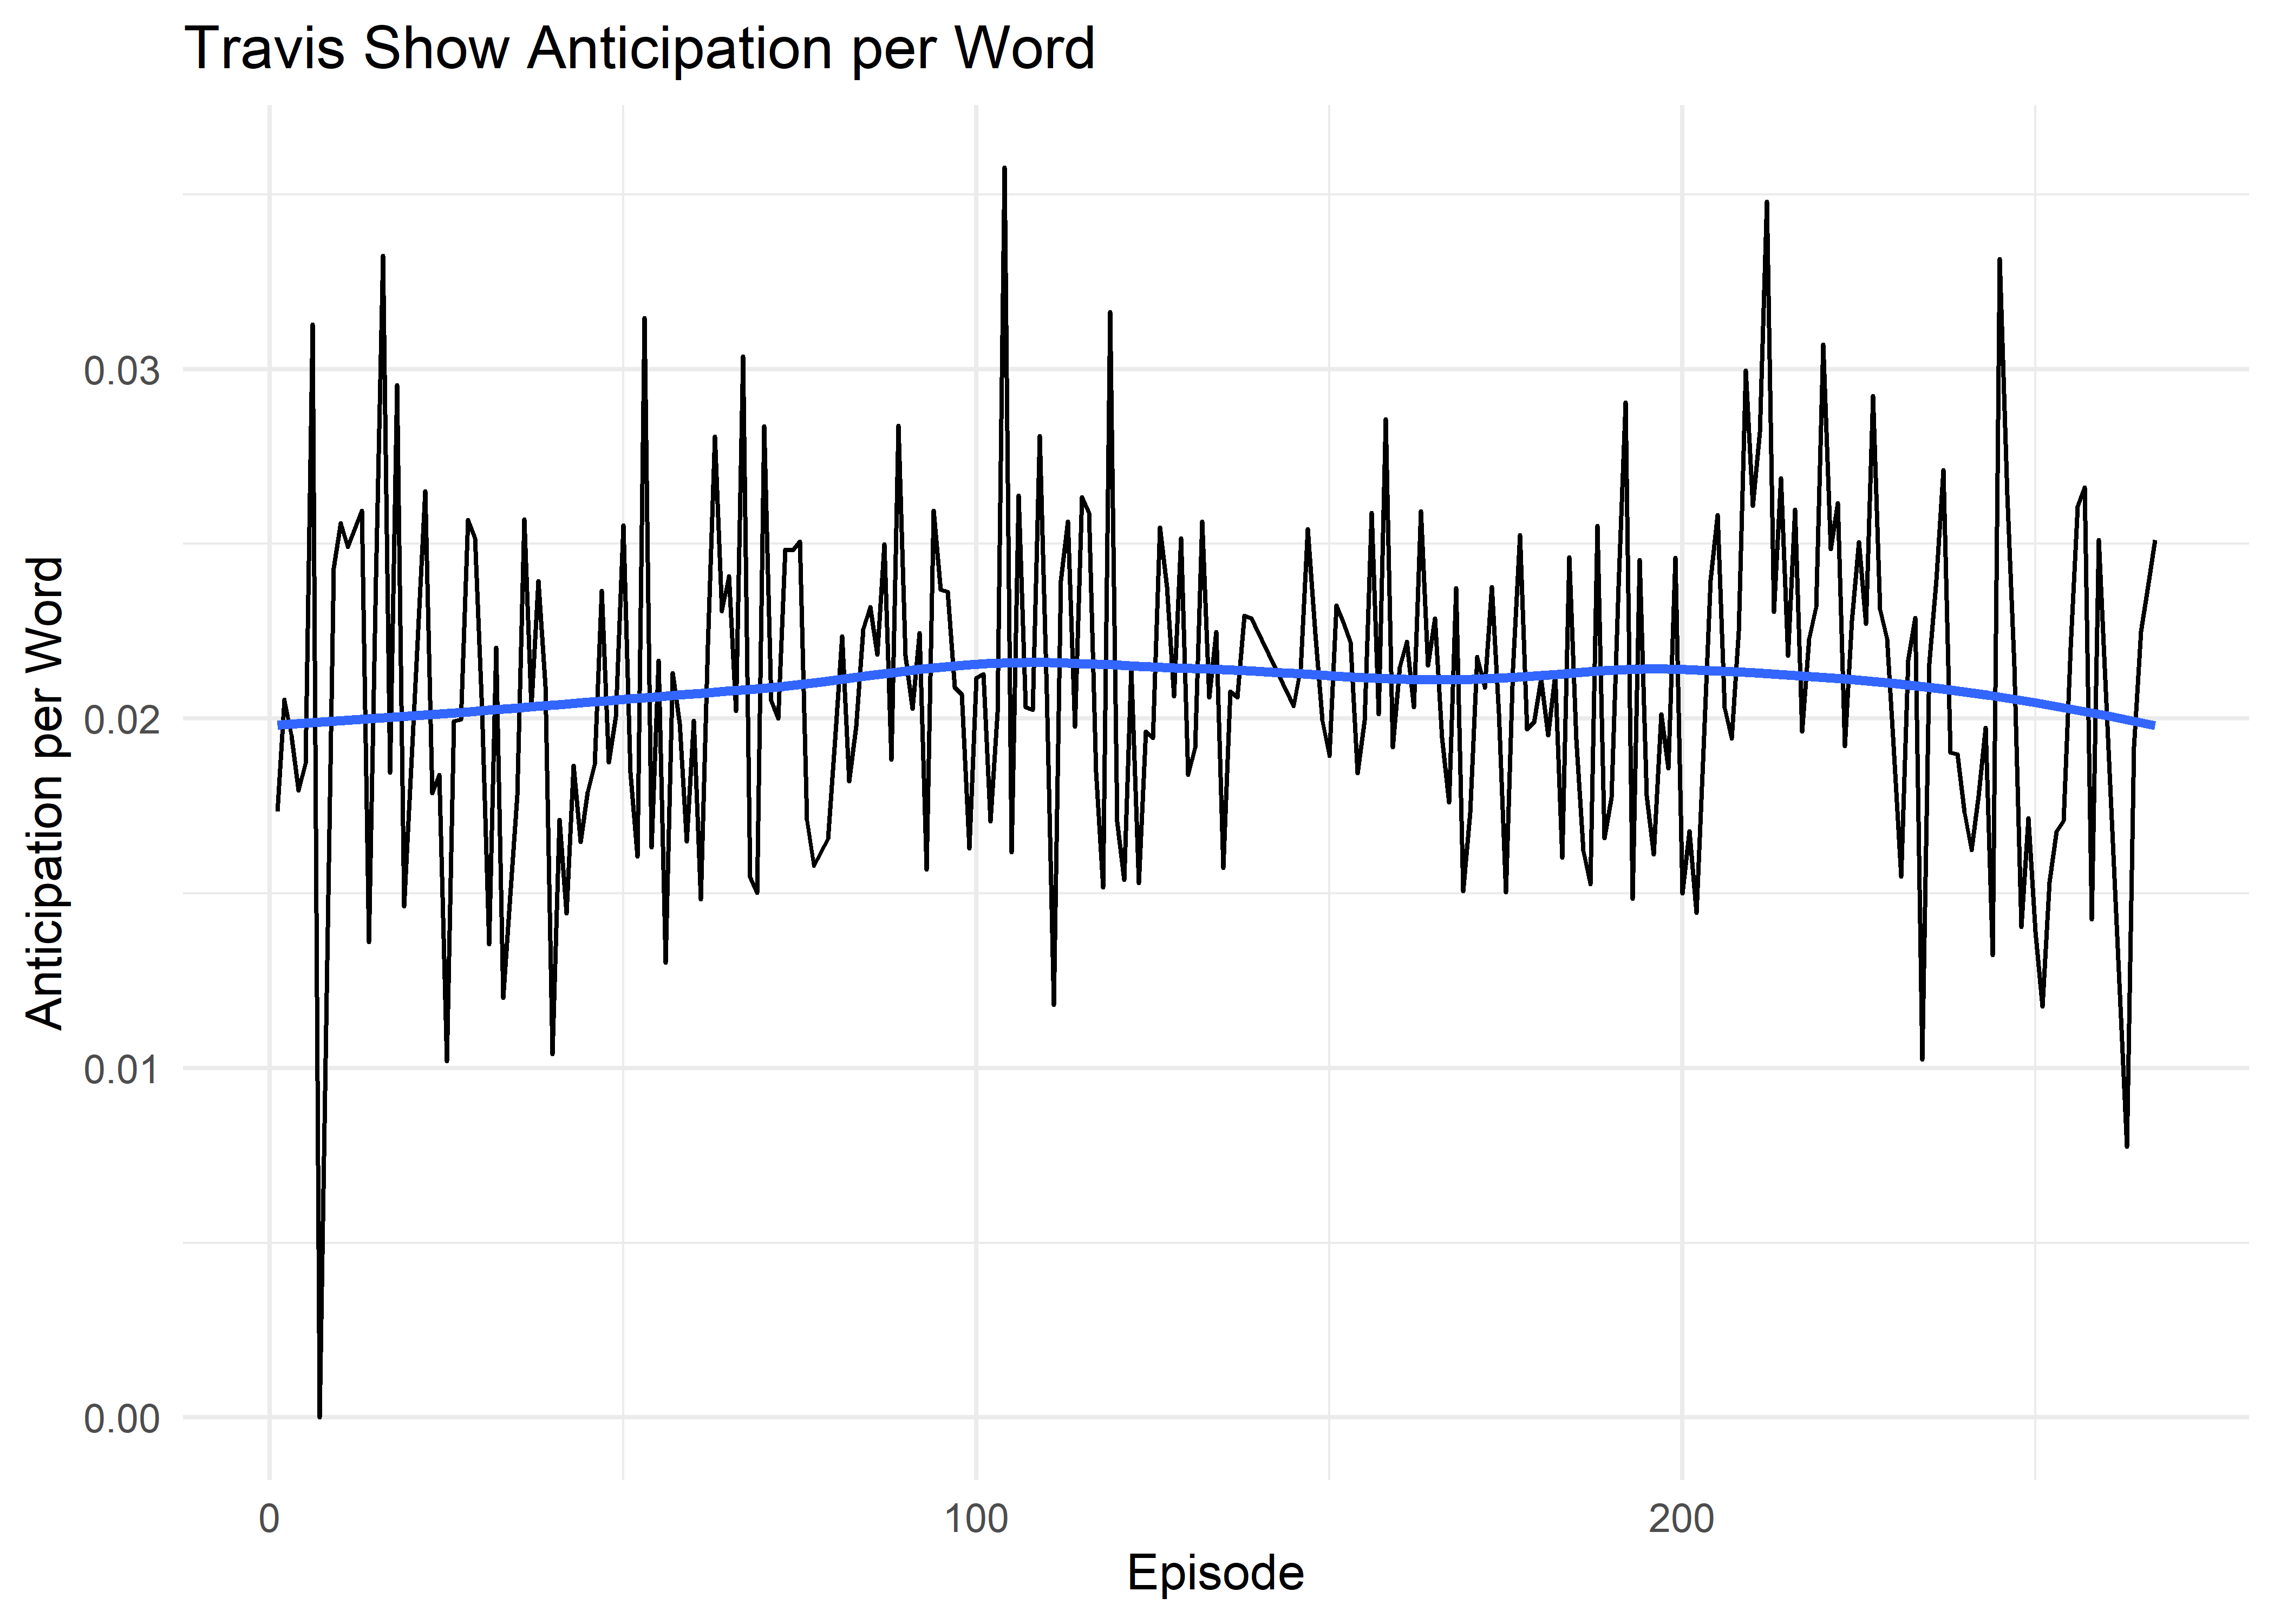 Travis Show Anticipation per Word
Anticipation per Word
0.03
0.02
0.01
0.00
0
100
200
Episode